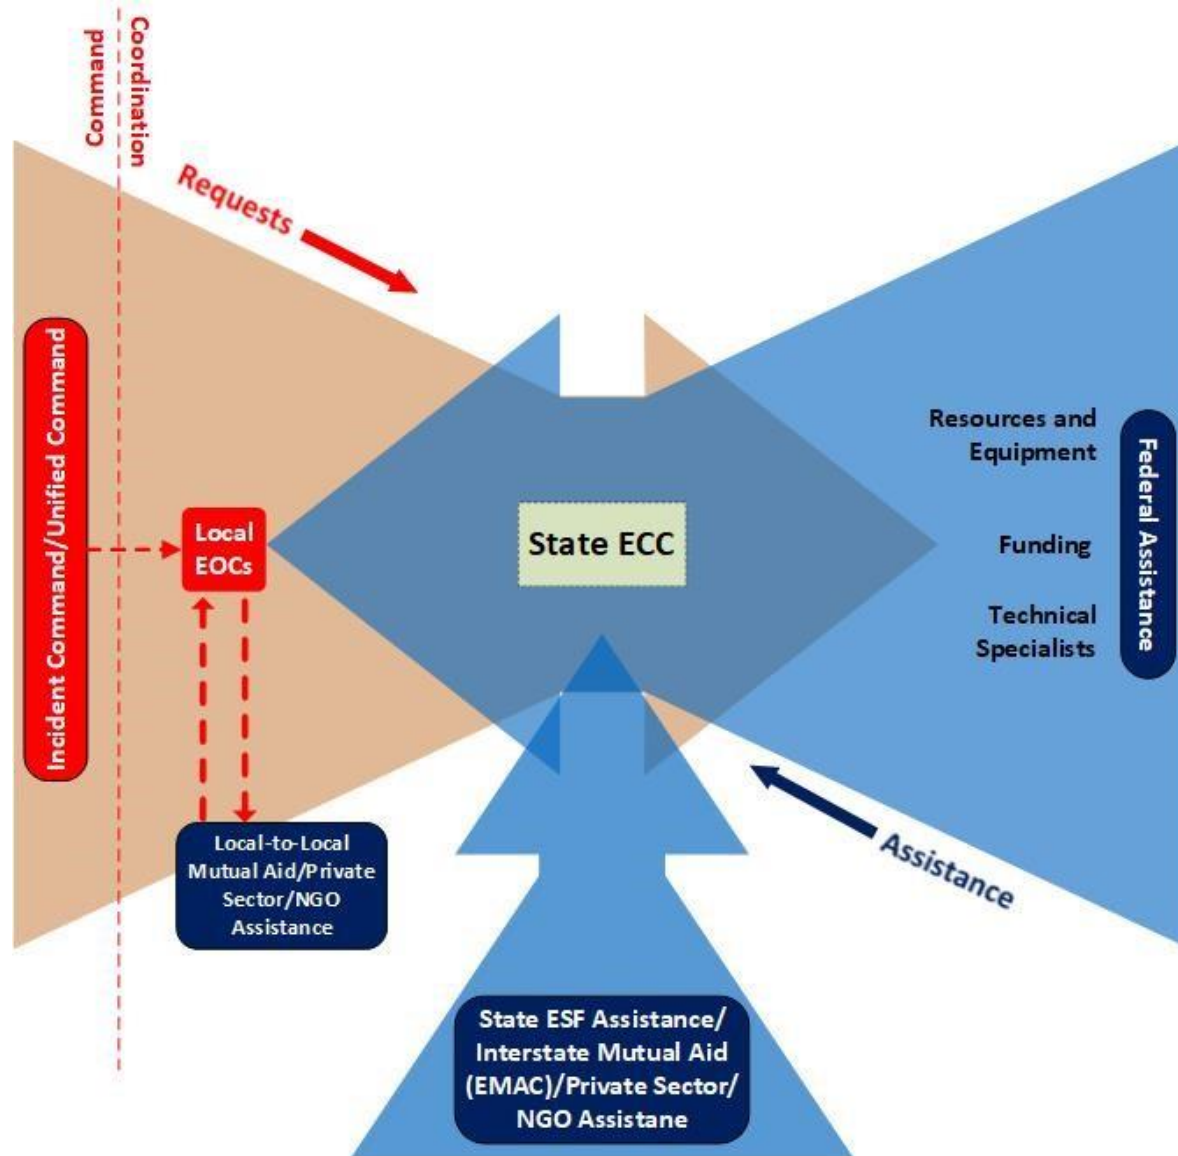 Command
Coordination
Requests
Incident Command/Unified Command
Local
EOCs
State ECC
Resources and
Equipment
Funding
Technical
Specialists
Federal Assistance
Local-to-Local
Mutual Aid/Private
Sector/NGO
Assistance
Assistance
State ESF Assistance/
Interstate Mutual Aid
(EMAC)/Private Sector/
NGO Assistane